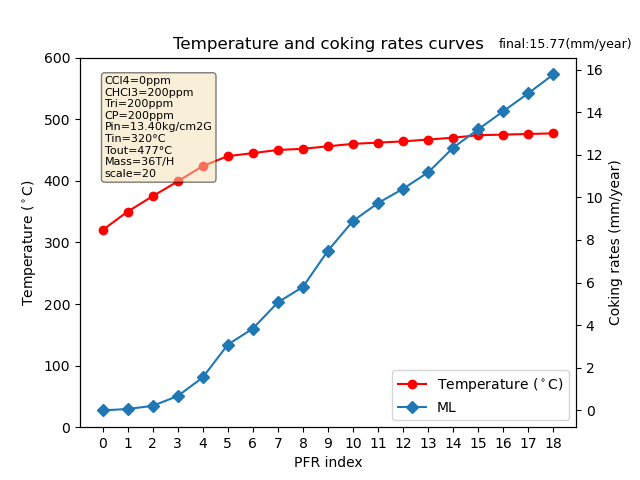 Temperature and coking rates curves
final:15.77(mm/year)
CCl4=0ppm
CHCl3=200ppm
Tri=200ppm
CP=200ppm
Pin=13.40kg/cm2G
Tin=320°C
Tout=477°C
Mass=36T/H
scale=20
Temperature (°C)
600
500
400
300
200
100
0
Coking rates (mm/year)
16
14
12
10
8
6
4
2
0
Temperature (°C)
ML
0 1 2 3 4 5 6 7 8 9 10 11 12 13 14 15 16 17 18
PFR index